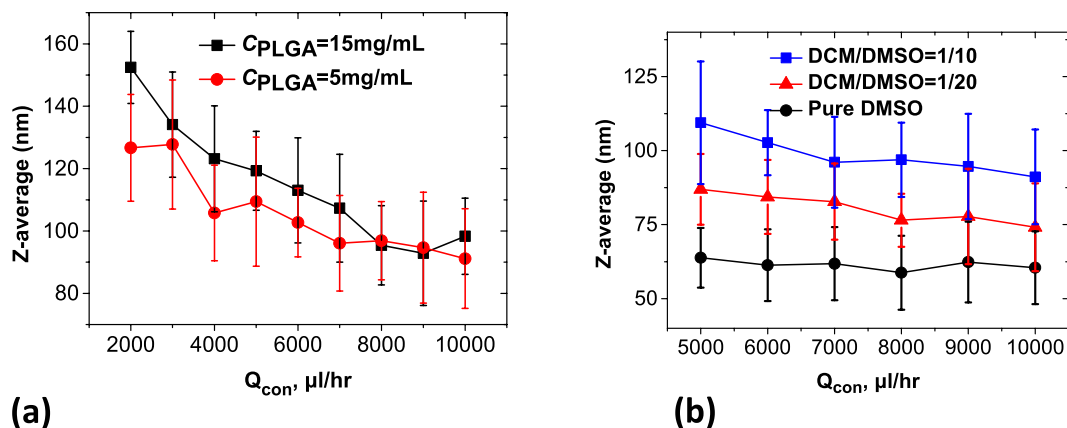 160
140
120
100
80
Z-average (nm)
CPLGA=15mg/mL
CPLGA=5mg/mL
2000 4000 6000 8000 10000
Qcon, µl/hr
(a)
125
100
75
50
Z-average (nm)
DCM/DMSO=1/10
DCM/DMSO=1/20
Pure DMSO
5000 6000 7000 8000 9000 10000
Qcon, µl/hr
(b)